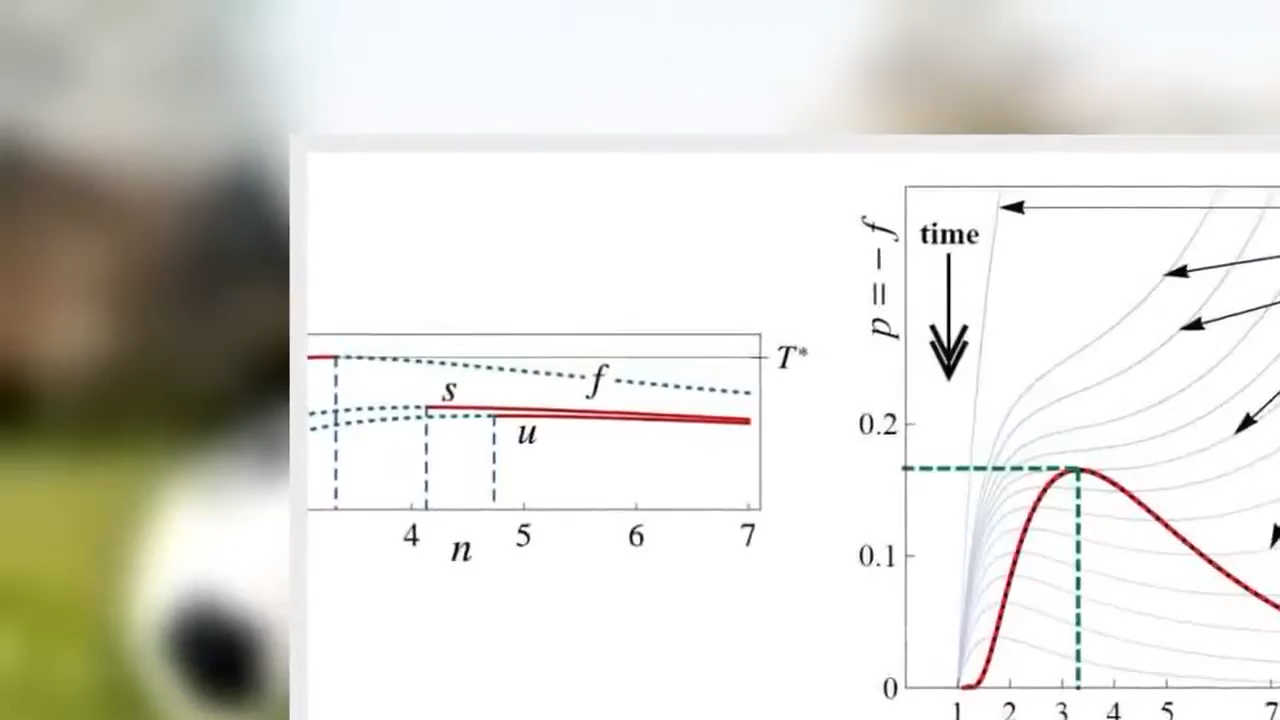 T*
f
s
u
4 5 6 7
n
p = −f
time
0.2
0.1
0
1 2 3 4 5 7